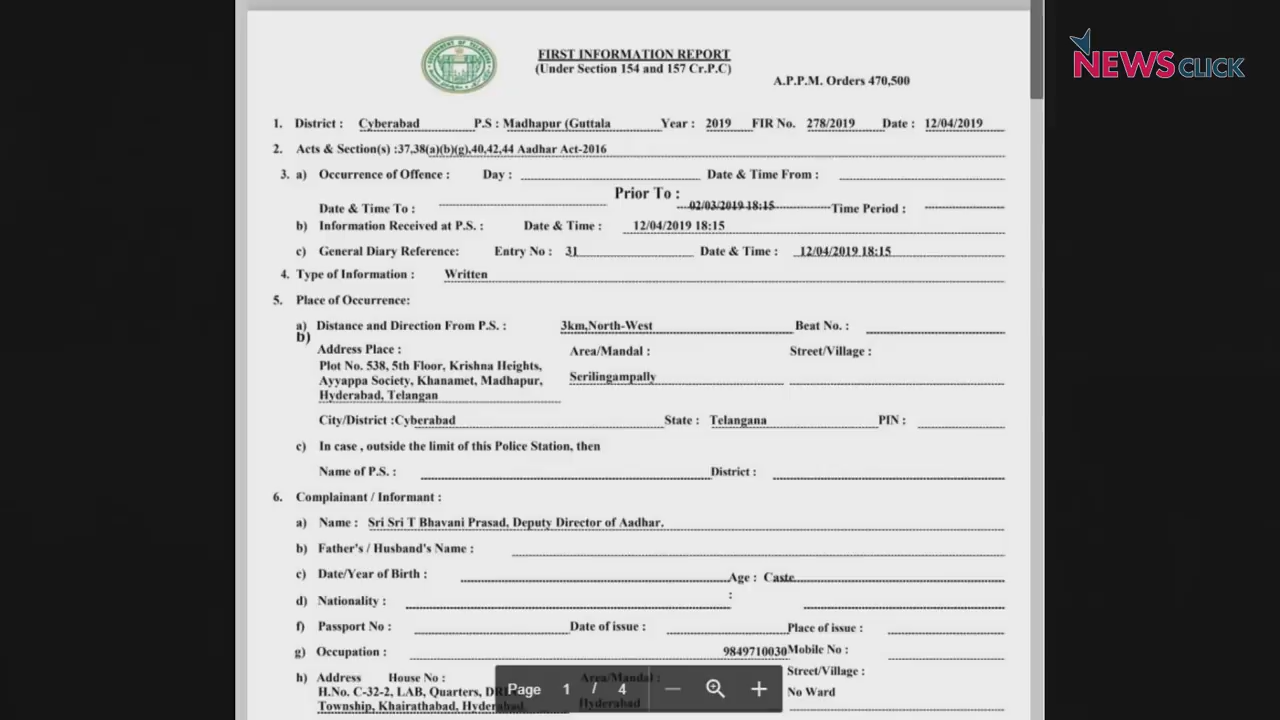 NEWSCLICK
FIRST INFORMATION REPORT
(Under Section 154 and 157 Cr.P.C)
A.P.P.M. Orders 470,500
1. District : Cyberabad P.S : Madhapur (Guttala Year : 2019 FIR No. 278/2019 Date : 12/04/2019
2. Acts & Section(s) :37,38(a)(b)(g),40,42,44 Aadhar Act-2016
3. a) Occurrence of Offence : Day : Date & Time From :
Prior To :
Date & Time To : 02/03/2019 18:15 Time Period :
b) Information Received at P.S. : Date & Time : 12/04/2019 18:15
c) General Diary Reference: Entry No : 31 Date & Time : 12/04/2019 18:15
4. Type of Information : Written
5. Place of Occurrence:
a) Distance and Direction From P.S. : 3km,North-West Beat No. :
b)
Address Place : Area/Mandal : Street/Village :
Plot No. 538, 5th Floor, Krishna Heights,
Ayyappa Society, Khanamet, Madhapur, Serilingampally
Hyderabad, Telangan
City/District :Cyberabad State : Telangana PIN :
c) In case , outside the limit of this Police Station, then
Name of P.S. : District :
6. Complainant / Informant :
a) Name : Sri Sri T Bhavani Prasad, Deputy Director of Aadhar.
b) Father's / Husband's Name :
c) Date/Year of Birth : Age : Caste
:
d) Nationality :
f) Passport No : Date of issue : Place of issue :
g) Occupation : 9849710030 Mobile No :
h) Address House No : Area/Mandal : Street/Village :
H.No. C-32-2, LAB, Quarters, No Ward
Township, Khairathabad, Hyderabad Hyderabad
Page 1 / 4